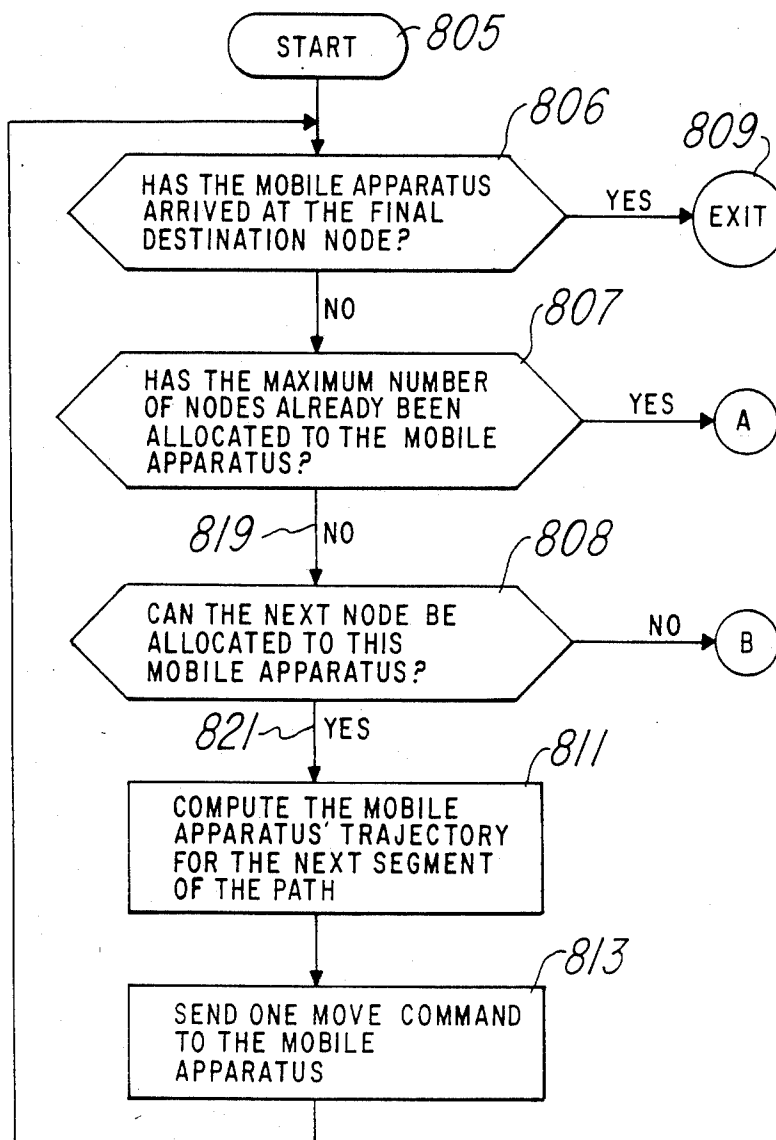 START
805
806
HAS THE MOBILE APPARATUS
ARRIVED AT THE FINAL
DESTINATION NODE?
YES
809
EXIT
NO
807
HAS THE MAXIMUM NUMBER
OF NODES ALREADY BEEN
ALLOCATED TO THE MOBILE
APPARATUS?
YES
A
819
NO
808
CAN THE NEXT NODE BE
ALLOCATED TO THIS
MOBILE APPARATUS?
NO
B
821
YES
811
COMPUTE THE MOBILE
APPARATUS' TRAJECTORY
FOR THE NEXT SEGMENT
OF THE PATH
813
SEND ONE MOVE COMMAND
TO THE MOBILE
APPARATUS